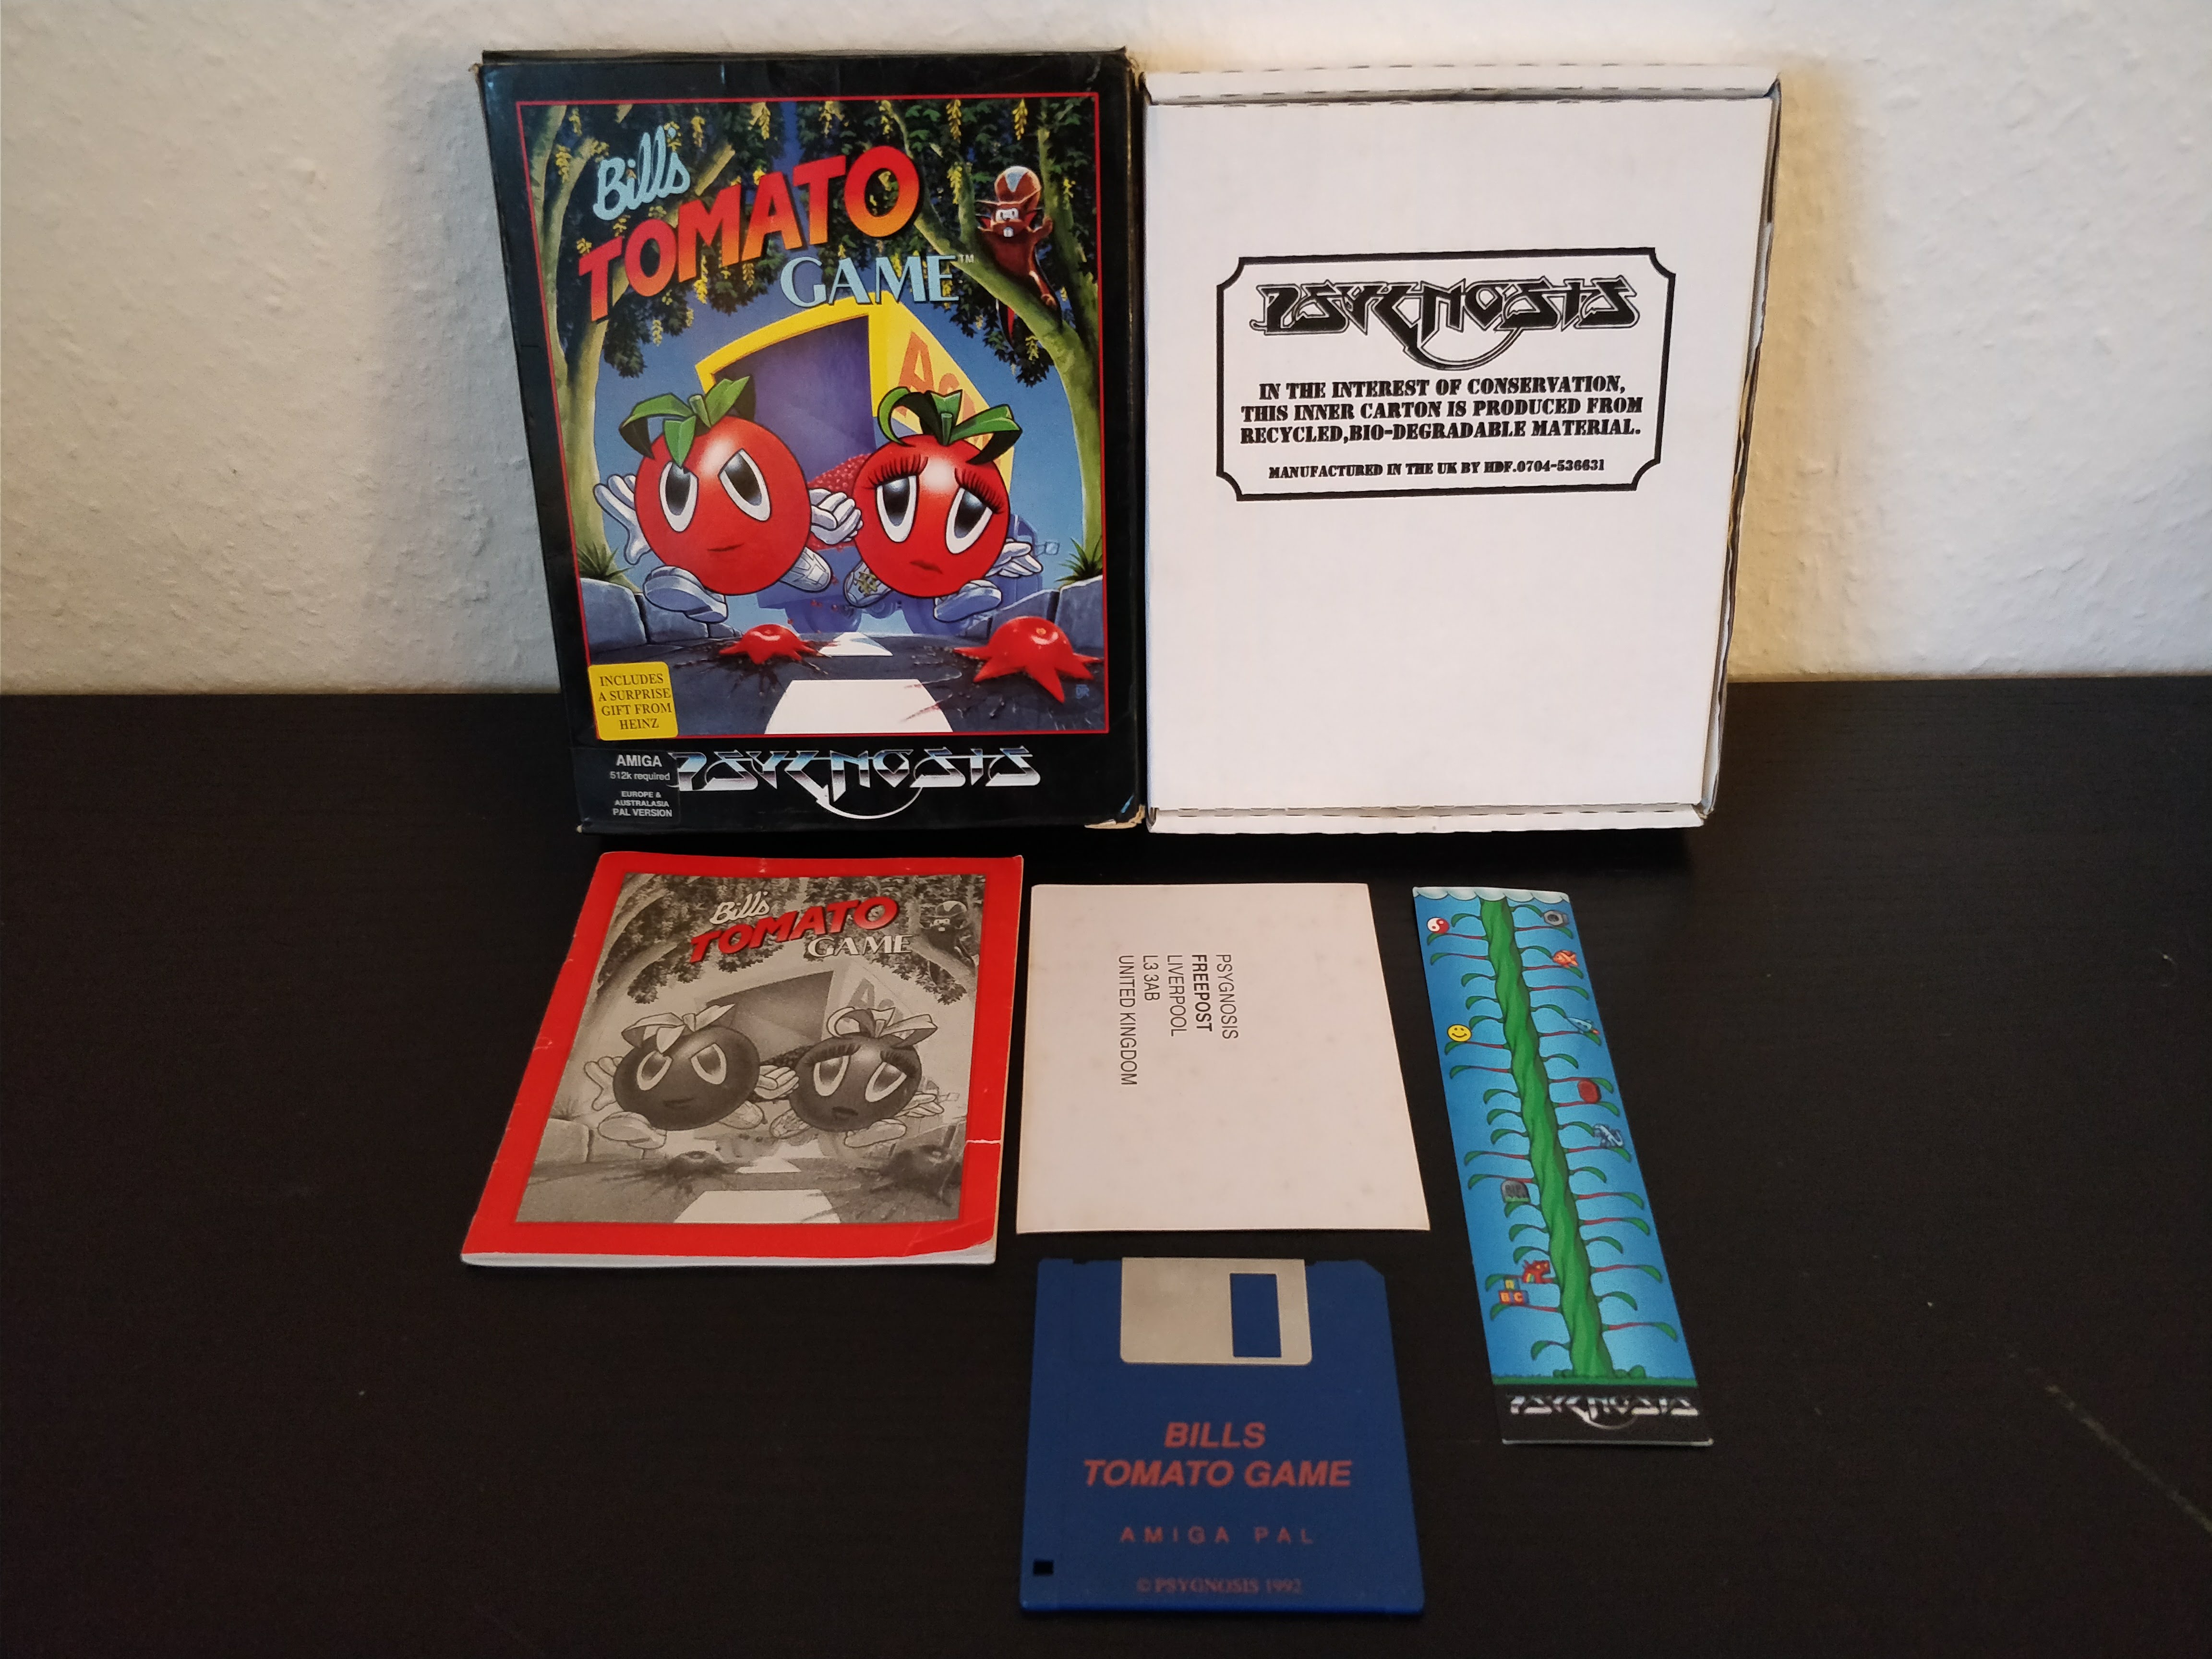 Bill's
TOMATO
GAME™
INCLUDES
A SURPRISE
GIFT FROM
HEINZ
AMIGA
512k required
EUROPE &
AUSTRALASIA
PAL VERSION
PSYGNOSIS
PSYGNOSIS
IN THE INTEREST OF CONSERVATION,
THIS INNER CARTON IS PRODUCED FROM
RECYCLED,BIO-DEGRADABLE MATERIAL.
MANUFACTURED IN THE UK BY HDF.0704-536631
Bill's
TOMATO
GAME
PSYGNOSIS
FREEPOST
LIVERPOOL
L3 3AB
UNITED KINGDOM
PSYGNOSIS
BILLS
TOMATO GAME
AMIGA PAL
© PSYGNOSIS 1992